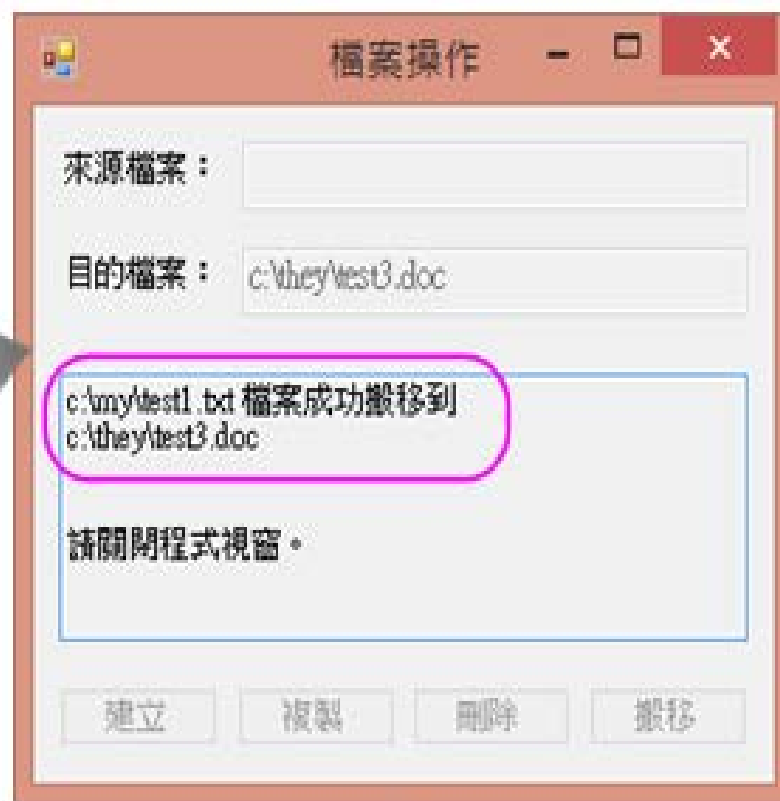 檔案操作
來源檔案：
目的檔案： c:\they\test3.doc
c:\my\test1.txt 檔案成功搬移到
c:\they\test3.doc
請關閉程式視窗。
建立 複製 刪除 搬移